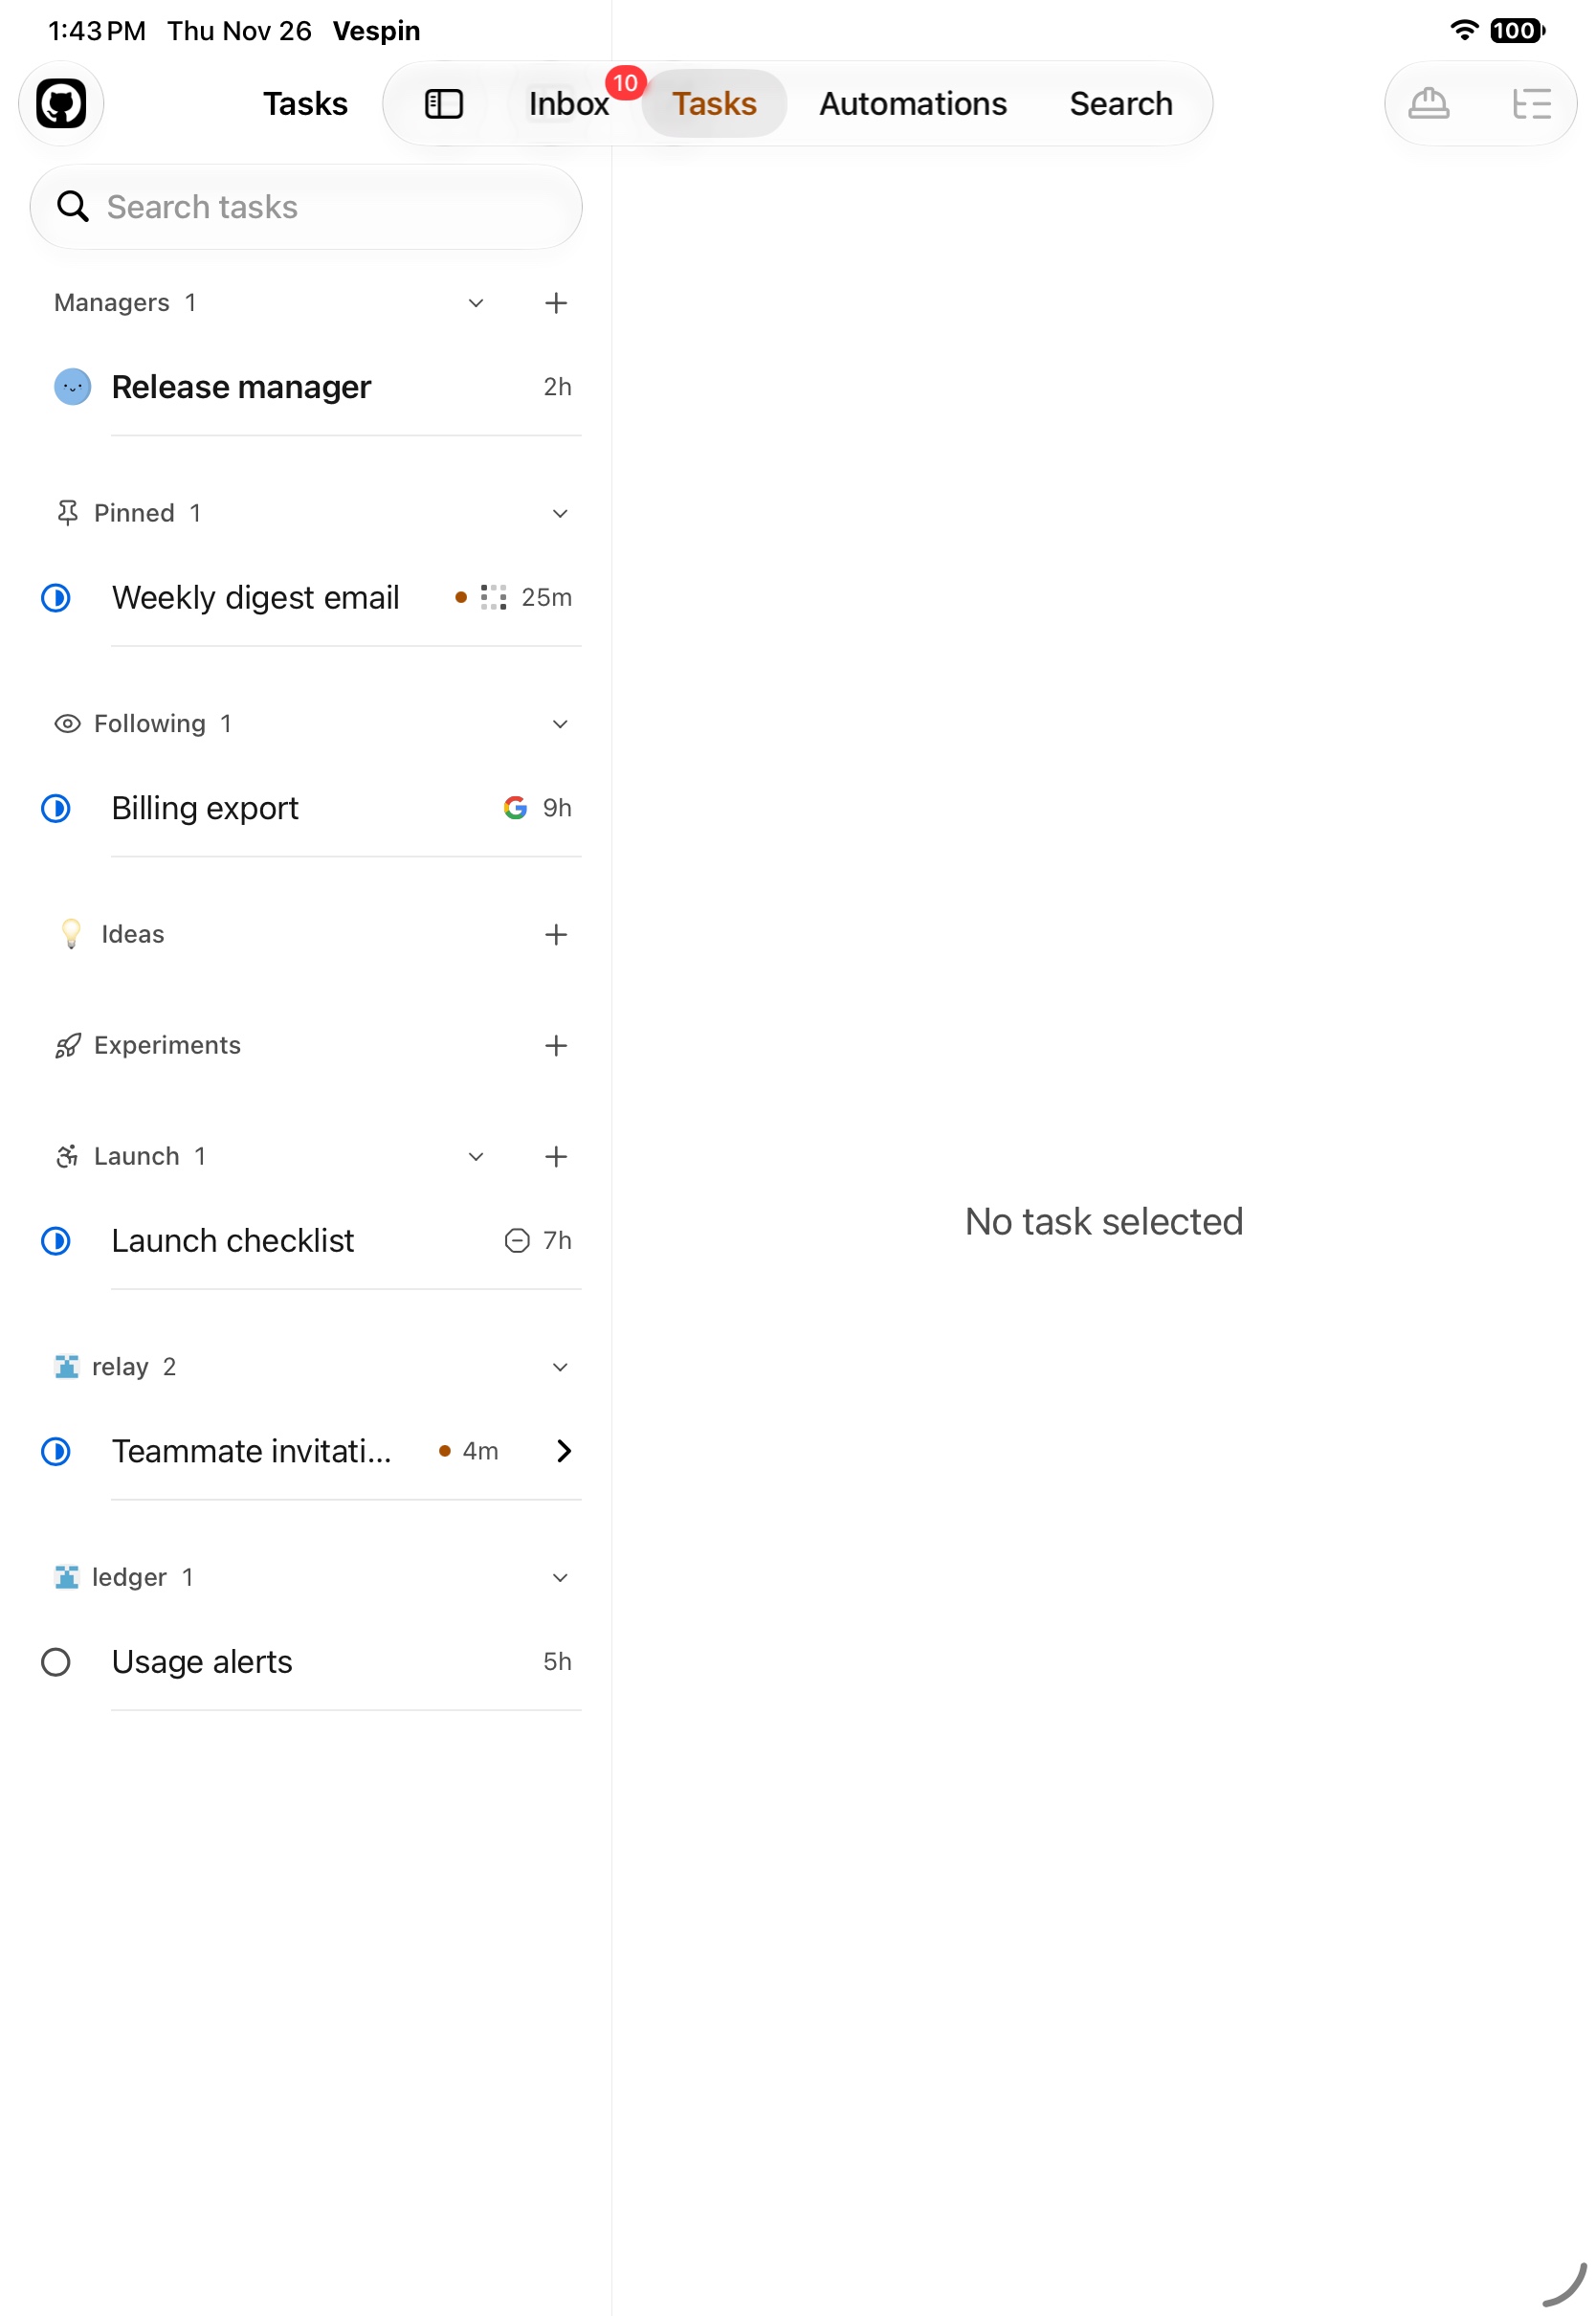 1:43 PM Thu Nov 26 Vespin
100
Tasks
Inbox 10 Tasks Automations Search
Search tasks
Managers 1
Release manager 2h
Pinned 1
Weekly digest email 25m
Following 1
Billing export 9h
Ideas
Experiments
Launch 1
Launch checklist 7h
No task selected
relay 2
Teammate invitati... 4m
ledger 1
Usage alerts 5h